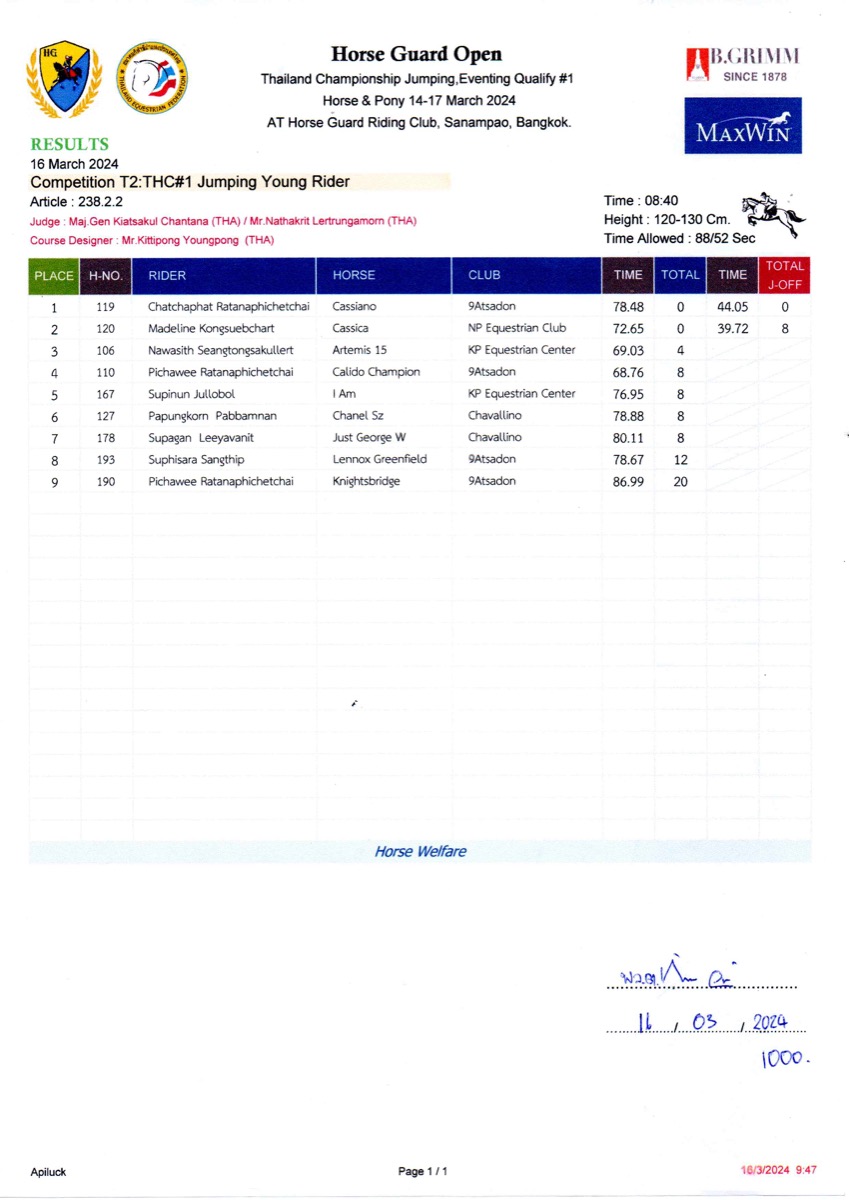 HG
THAILAND EQUESTRIAN FEDERATION
Horse Guard Open
Thailand Championship Jumping,Eventing Qualify #1
Horse & Pony 14-17 March 2024
AT Horse Guard Riding Club, Sanampao, Bangkok.
B.GRIMM
SINCE 1878
MAXWIN
RESULTS
16 March 2024
Competition T2:THC#1 Jumping Young Rider
Article : 238.2.2
Judge : Maj.Gen Kiatsakul Chantana (THA) / Mr.Nathakrit Lertrungamorn (THA)
Course Designer : Mr.Kittipong Youngpong (THA)
Time : 08:40
Height : 120-130 Cm.
Time Allowed : 88/52 Sec
PLACE H-NO. RIDER HORSE CLUB TIME TOTAL TIME TOTAL J-OFF
1 119 Chatchaphat Ratanaphichetchai Cassiano 9Atsadon 78.48 0 44.05 0
2 120 Madeline Kongsuebchart Cassica NP Equestrian Club 72.65 0 39.72 8
3 106 Nawasith Seangtongsakullert Artemis 15 KP Equestrian Center 69.03 4
4 110 Pichawee Ratanaphichetchai Calido Champion 9Atsadon 68.76 8
5 167 Supinun Jullobol I Am KP Equestrian Center 76.95 8
6 127 Papungkorn Pabbamnan Chanel Sz Chavallino 78.88 8
7 178 Supagan Leeyavanit Just George W Chavallino 80.11 8
8 193 Suphisara Sangthip Lennox Greenfield 9Atsadon 78.67 12
9 190 Pichawee Ratanaphichetchai Knightsbridge 9Atsadon 86.99 20
Horse Welfare
16 / 03 / 2024
1000.
Apiluck Page 1 / 1 16/3/2024 9:47